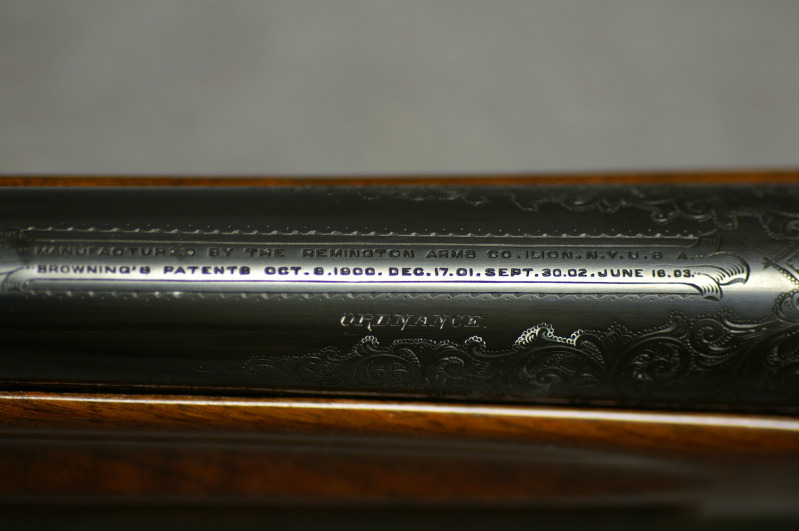 MANUFACTURED BY THE REMINGTON ARMS CO. ILION. N.Y. U.S A.
BROWNING'S PATENTS OCT. 9. 1900. DEC. 17. 01. SEPT. 30. 02. JUNE 16. 03.
ORDNANCE